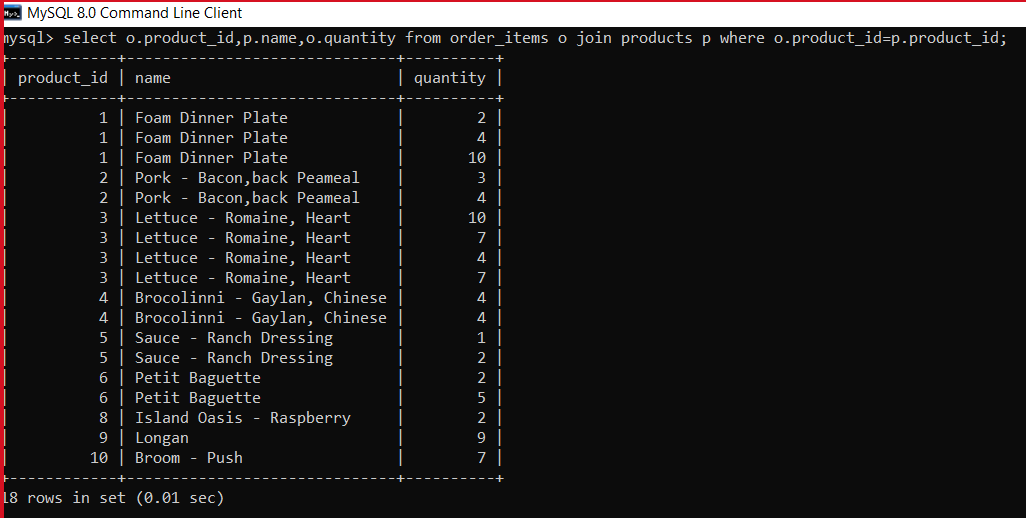 MySQL 8.0 Command Line Client
mysql> select o.product_id,p.name,o.quantity from order_items o join products p where o.product_id=p.product_id;
+------------+------------------------------+----------+
| product_id | name                         | quantity |
+------------+------------------------------+----------+
|          1 | Foam Dinner Plate            |        2 |
|          1 | Foam Dinner Plate            |        4 |
|          1 | Foam Dinner Plate            |       10 |
|          2 | Pork - Bacon,back Peameal    |        3 |
|          2 | Pork - Bacon,back Peameal    |        4 |
|          3 | Lettuce - Romaine, Heart     |       10 |
|          3 | Lettuce - Romaine, Heart     |        7 |
|          3 | Lettuce - Romaine, Heart     |        4 |
|          3 | Lettuce - Romaine, Heart     |        7 |
|          4 | Brocolinni - Gaylan, Chinese |        4 |
|          4 | Brocolinni - Gaylan, Chinese |        4 |
|          5 | Sauce - Ranch Dressing       |        1 |
|          5 | Sauce - Ranch Dressing       |        2 |
|          6 | Petit Baguette               |        2 |
|          6 | Petit Baguette               |        5 |
|          8 | Island Oasis - Raspberry     |        2 |
|          9 | Longan                       |        9 |
|         10 | Broom - Push                 |        7 |
+------------+------------------------------+----------+
18 rows in set (0.01 sec)